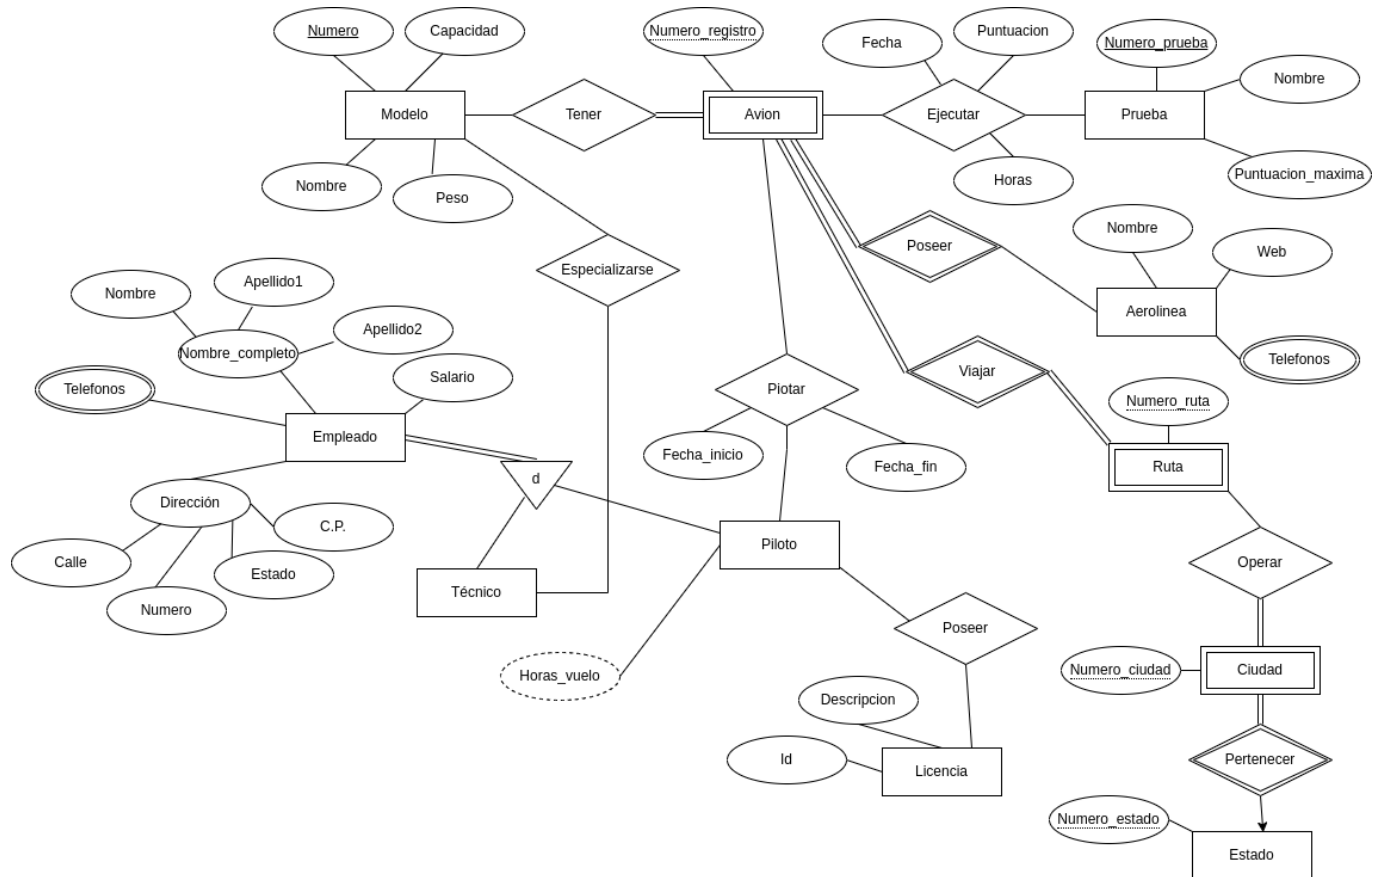 Numero
Capacidad
Numero_registro
Fecha
Puntuacion
Numero_prueba
Nombre
Modelo
Tener
Avion
Ejecutar
Prueba
Nombre
Peso
Horas
Puntuacion_maxima
Nombre
Web
Poseer
Especializarse
Apellido1
Nombre
Apellido2
Nombre_completo
Aerolinea
Telefonos
Salario
Telefonos
Viajar
Piotar
Numero_ruta
Empleado
Fecha_inicio
Fecha_fin
Ruta
d
Dirección
C.P.
Piloto
Calle
Estado
Técnico
Operar
Numero
Poseer
Horas_vuelo
Numero_ciudad
Ciudad
Descripcion
Id
Licencia
Pertenecer
Numero_estado
Estado